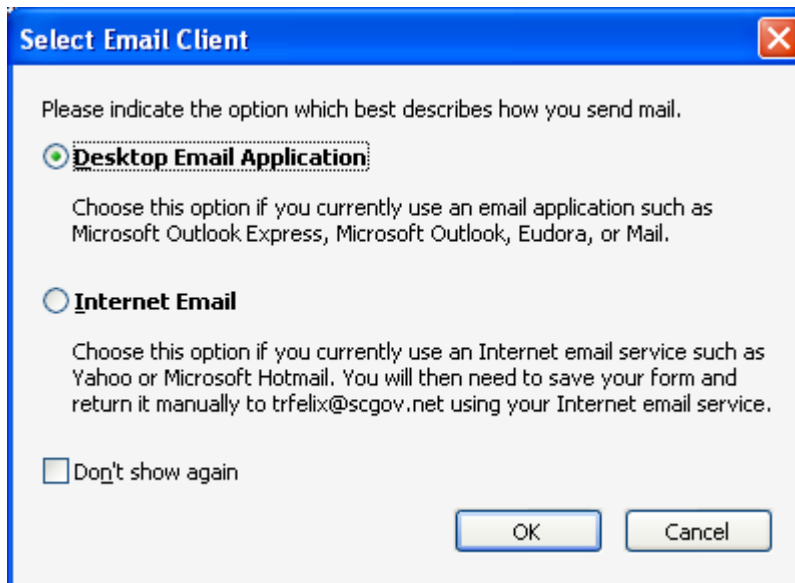 Select Email Client
Please indicate the option which best describes how you send mail.
Desktop Email Application
Choose this option if you currently use an email application such as
Microsoft Outlook Express, Microsoft Outlook, Eudora, or Mail.
Internet Email
Choose this option if you currently use an Internet email service such as
Yahoo or Microsoft Hotmail. You will then need to save your form and
return it manually to trfelix@scgov.net using your Internet email service.
Don't show again
OK Cancel